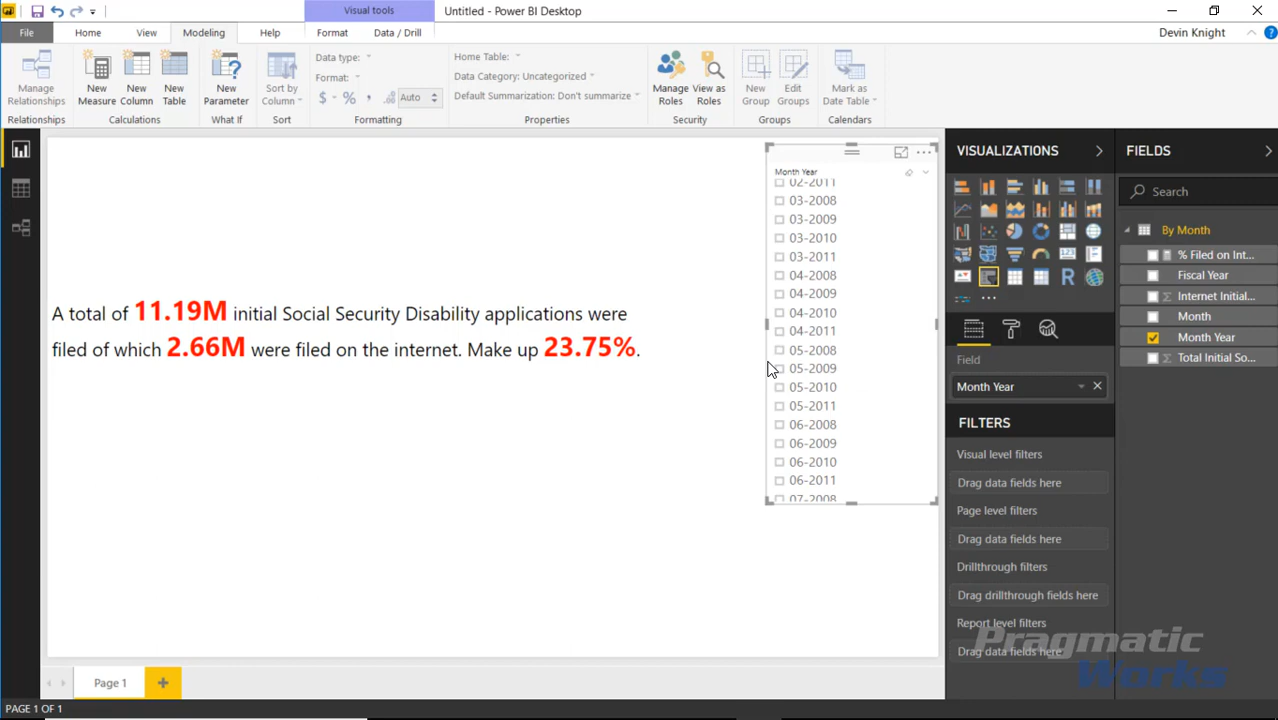 Visual tools
Untitled - Power BI Desktop
File
Home
View
Modeling
Help
Format
Data / Drill
Devin Knight
Manage
Relationships
Relationships
New
Measure
New
Column
New
Table
Calculations
New
Parameter
What If
Sort by
Column
Sort
Data type:
Format:
$ % , Auto
Formatting
Home Table:
Data Category: Uncategorized
Default Summarization: Don't summarize
Properties
Manage
Roles
View as
Roles
Security
New
Group
Edit
Groups
Groups
Mark as
Date Table
Calendars
A total of 11.19M initial Social Security Disability applications were
filed of which 2.66M were filed on the internet. Make up 23.75%.
Month Year
02-2011
03-2008
03-2009
03-2010
03-2011
04-2008
04-2009
04-2010
04-2011
05-2008
05-2009
05-2010
05-2011
06-2008
06-2009
06-2010
06-2011
07-2008
VISUALIZATIONS
R
Field
Month Year
FILTERS
Visual level filters
Drag data fields here
Page level filters
Drag data fields here
Drillthrough filters
Drag drillthrough fields here
Report level filters
Drag data fields here
FIELDS
Search
By Month
% Filed on Int...
Fiscal Year
Internet Initial...
Month
Month Year
Total Initial So...
Pragmatic
Works
Page 1
PAGE 1 OF 1